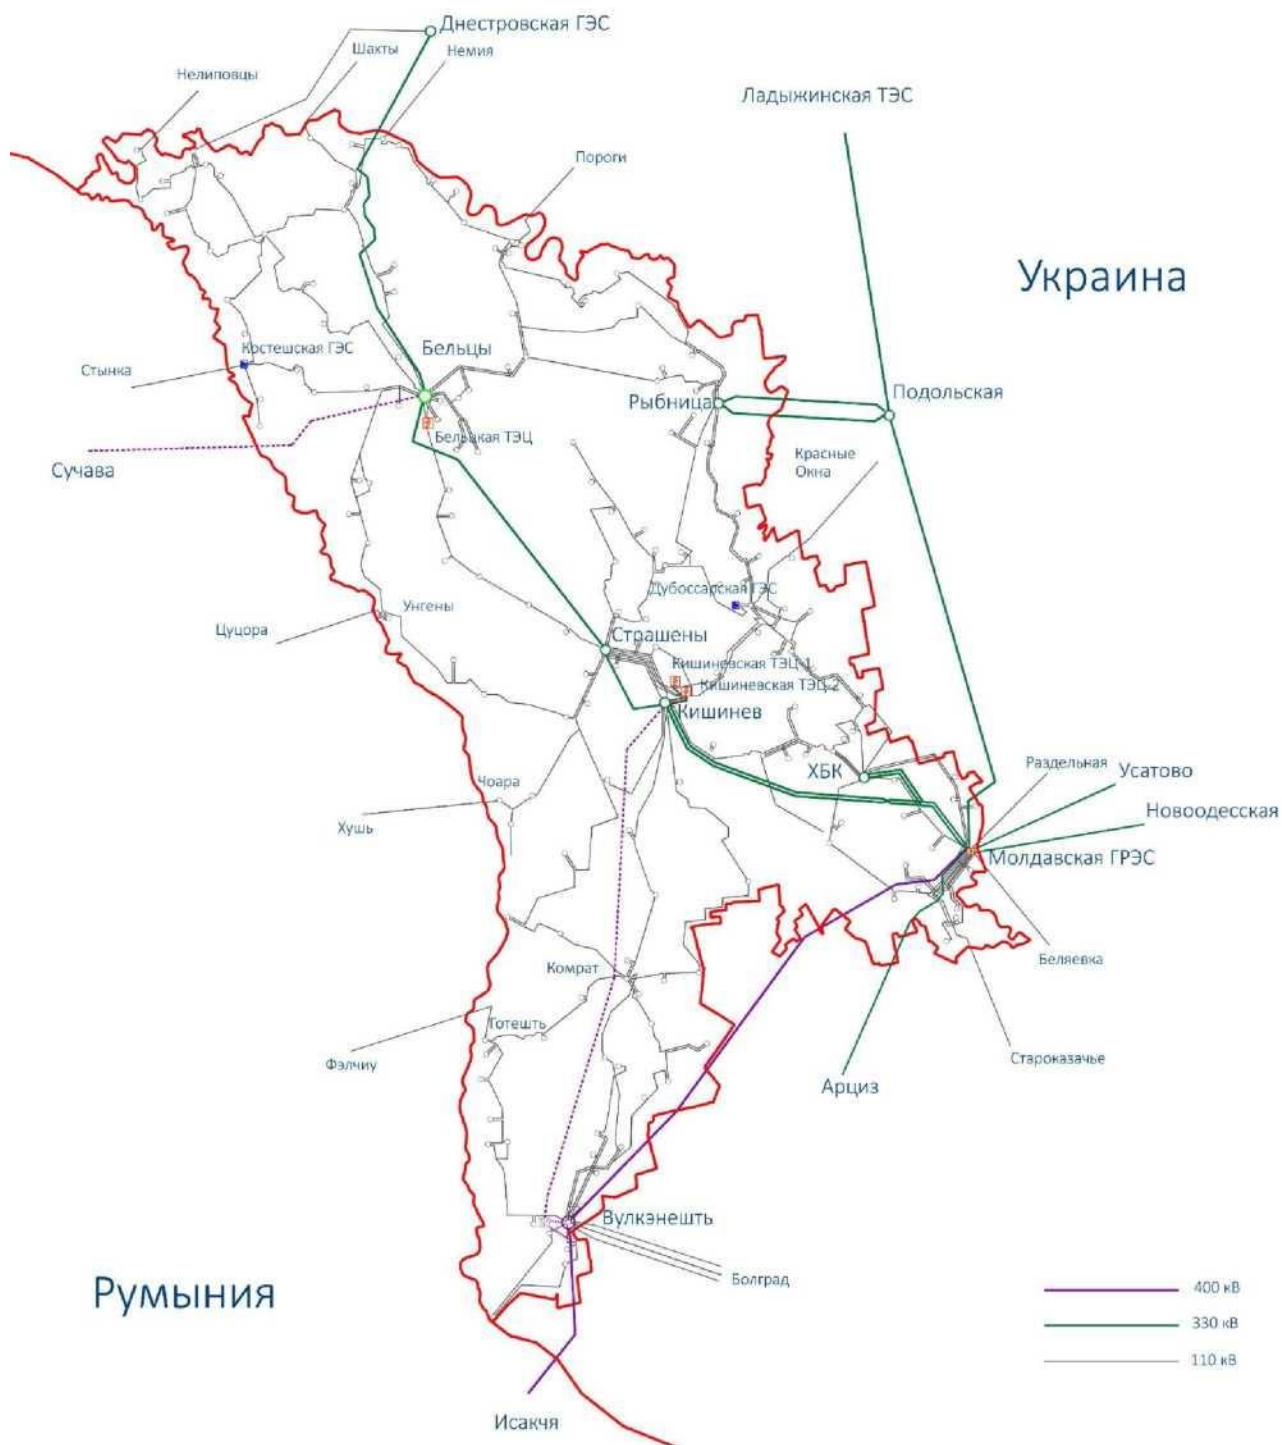 Днестровская ГЭС
Шахты
Немия
Нелиповцы
Ладыжинская ТЭС
Пороги
Украина
Костешская ГЭС
Бельцы
Стынка
Рыбница
Подольская
Бельцкая ТЭЦ
Красные
Окна
Сучава
Дубоссарская ГЭС
Унгены
Цуцора
Страшены
Кишиневская ТЭЦ-1
Кишиневская ТЭЦ-2
Кишинев
ХБК
Раздельная
Усатово
Чоара
Новоодесская
Хушь
Молдавская ГРЭС
Беляевка
Комрат
Готешть
Фэлчиу
Староказачье
Арциз
Вулкэнешть
Болград
Румыния
400 кВ
330 кВ
110 кВ
Исакчя